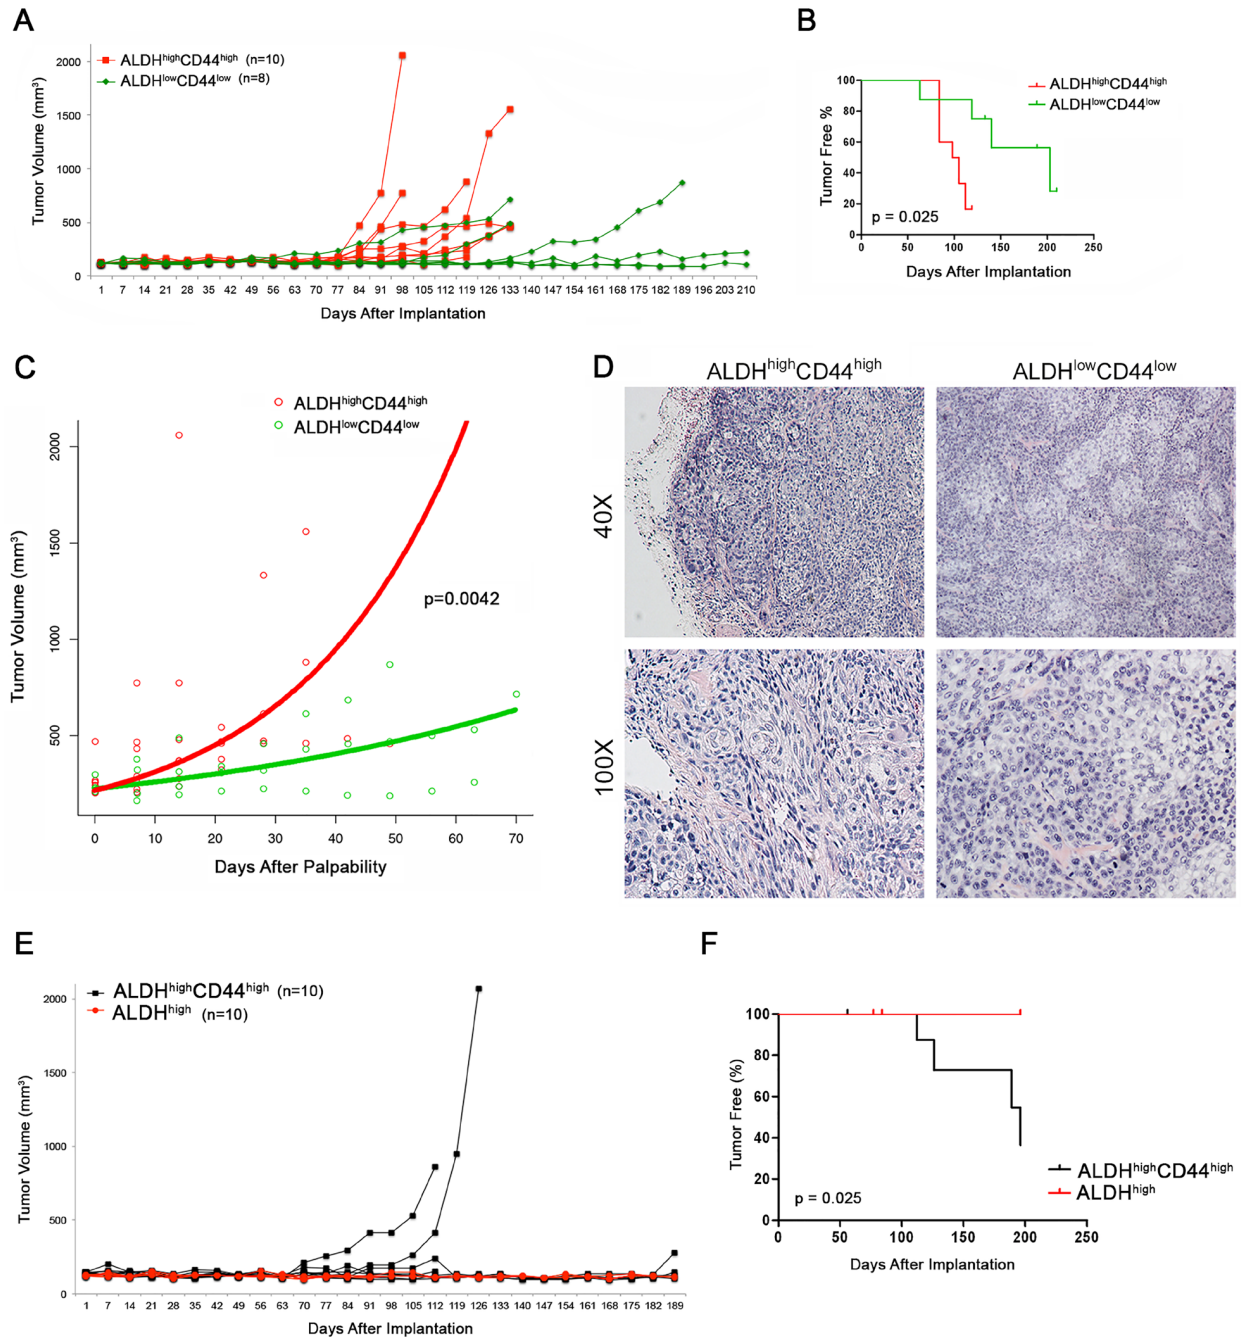 A
ALDHhighCD44high (n=10)
ALDHlowCD44low (n=8)
Tumor Volume (mm³)
2000
1500
1000
500
0
1 7 14 21 28 35 42 49 56 63 70 77 84 91 98 105 112 119 126 133 140 147 154 161 168 175 182 189 196 203 210
Days After Implantation
B
ALDHhighCD44high
ALDHlowCD44low
Tumor Free %
100
80
60
40
20
0
p = 0.025
0 50 100 150 200 250
Days After Implantation
C
ALDHhighCD44high
ALDHlowCD44low
Tumor Volume (mm³)
2000
1500
1000
500
p=0.0042
0 10 20 30 40 50 60 70
Days After Palpability
D
ALDHhighCD44high ALDHlowCD44low
40X
100X
E
ALDHhighCD44high (n=10)
ALDHhigh (n=10)
Tumor Volume (mm³)
2000
1500
1000
500
0
1 7 14 21 28 35 42 49 56 63 70 77 84 91 98 105 112 119 126 133 140 147 154 161 168 175 182 189
Days After Implantation
F
Tumor Free (%)
100
80
60
40
20
0
p = 0.025
ALDHhighCD44high
ALDHhigh
0 50 100 150 200 250
Days After Implantation